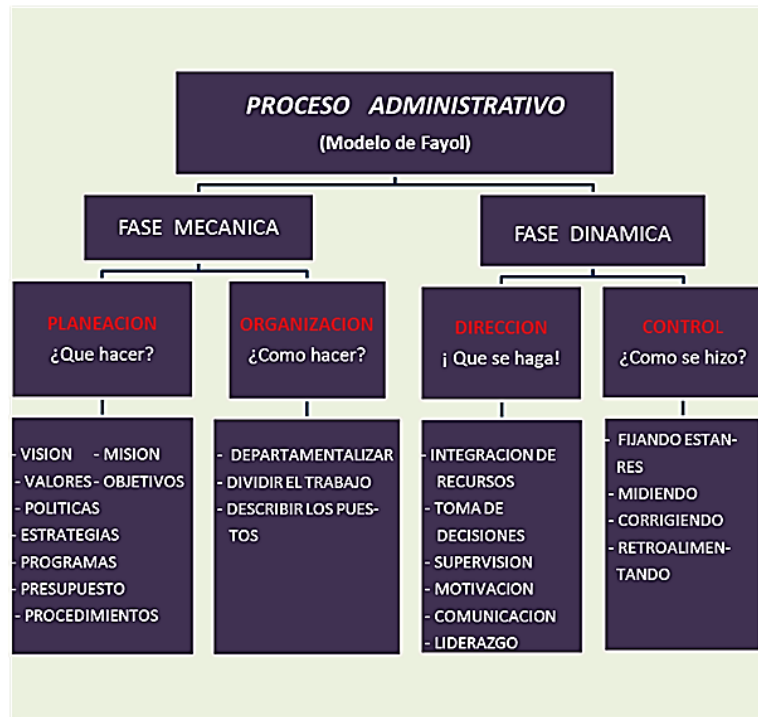 PROCESO ADMINISTRATIVO
(Modelo de Fayol)
FASE MECANICA
FASE DINAMICA
PLANEACION
¿Que hacer?
ORGANIZACION
¿Como hacer?
DIRECCION
¡ Que se haga!
CONTROL
¿Como se hizo?
- VISION - MISION
- VALORES - OBJETIVOS
- POLITICAS
- ESTRATEGIAS
- PROGRAMAS
- PRESUPUESTO
- PROCEDIMIENTOS
- DEPARTAMENTALIZAR
- DIVIDIR EL TRABAJO
- DESCRIBIR LOS PUES-
TOS
- INTEGRACION DE
RECURSOS
- TOMA DE
DECISIONES
- SUPERVISION
- MOTIVACION
- COMUNICACION
- LIDERAZGO
- FIJANDO ESTAN-
RES
- MIDIENDO
- CORRIGIENDO
- RETROALIMEN-
TANDO